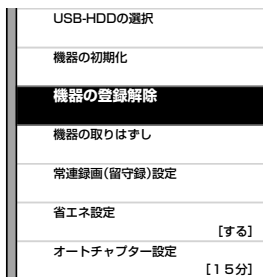 USB-HDDの選択
機器の初期化
機器の登録解除
機器の取りはずし
常連録画(留守録)設定
省エネ設定
[する]
オートチャプター設定
[15分]